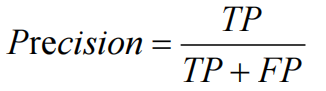 Precision = TP / (TP + FP)